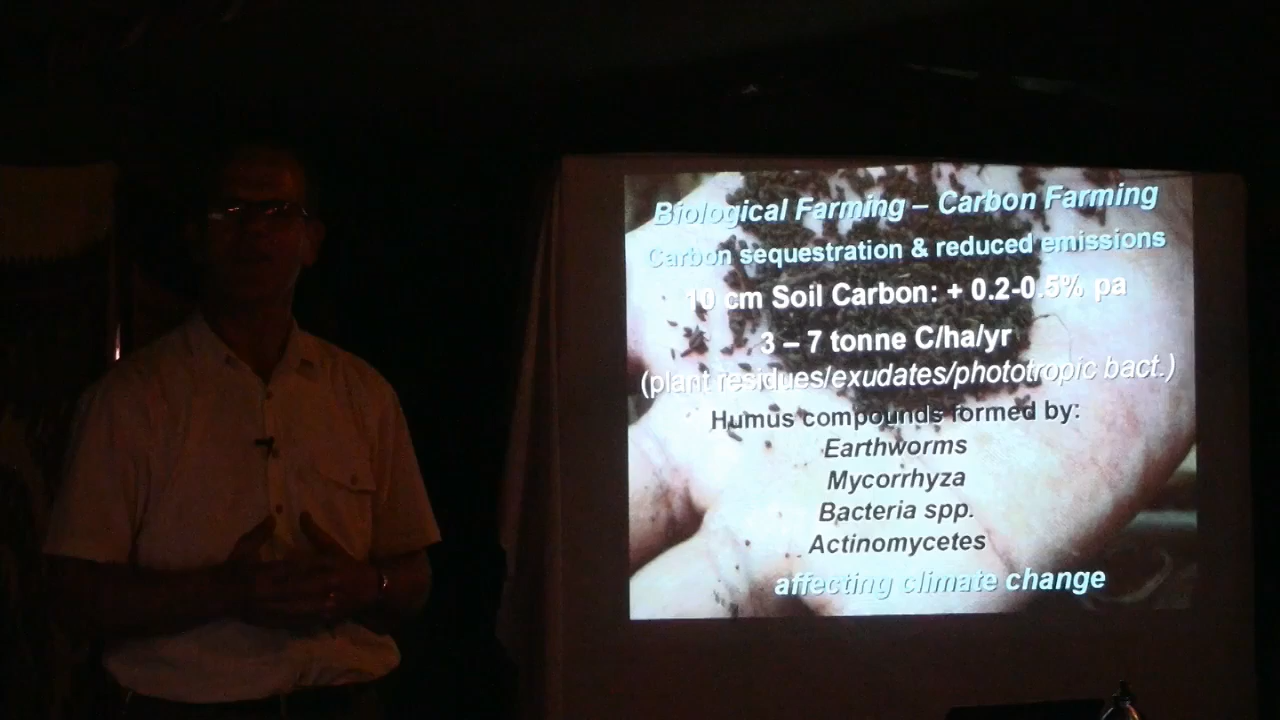 Biological Farming – Carbon Farming
Carbon sequestration & reduced emissions
10 cm Soil Carbon: + 0.2-0.5% pa
3 – 7 tonne C/ha/yr
(plant residues/exudates/phototropic bact.)
Humus compounds formed by:
Earthworms
Mycorrhyza
Bacteria spp.
Actinomycetes
affecting climate change